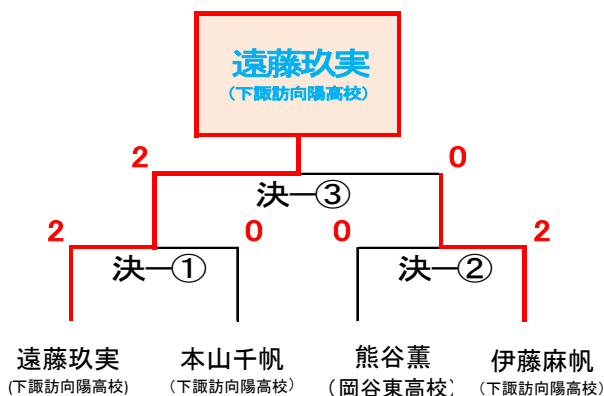 遠藤玖実
(下諏訪向陽高校)
2
0
決―③
2
0
0
2
決―①
決―②
遠藤玖実
(下諏訪向陽高校)
本山千帆
(下諏訪向陽高校)
熊谷薫
(岡谷東高校)
伊藤麻帆
(下諏訪向陽高校)